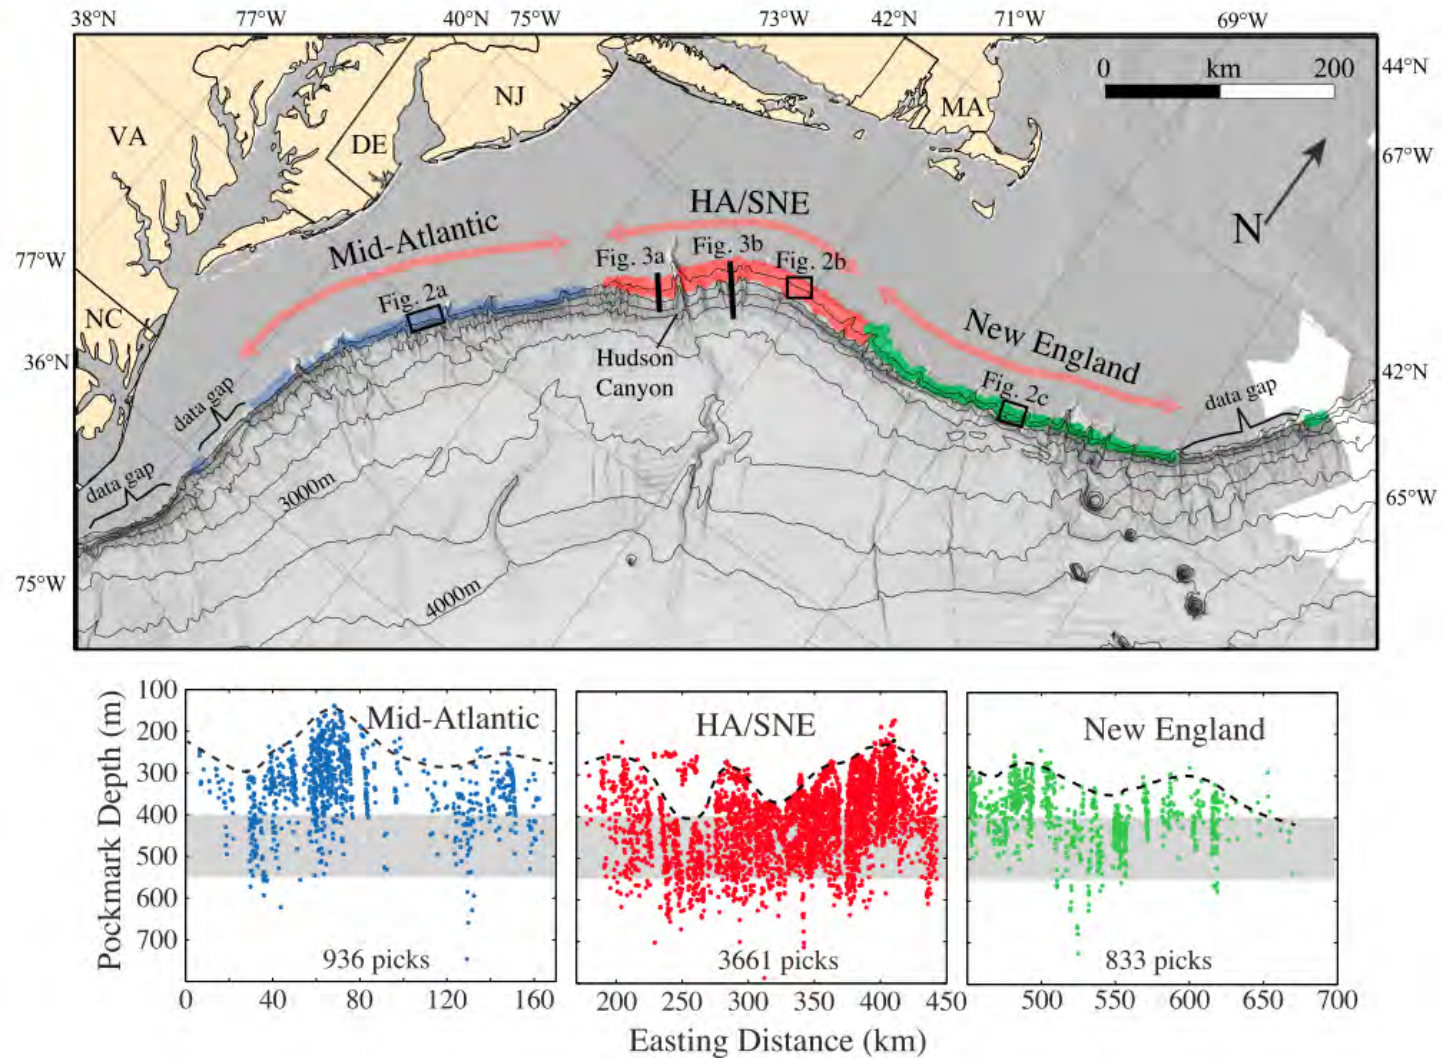 38°N 77°W 40°N 75°W 73°W 42°N 71°W 69°W
0 km 200
44°N
NJ
MA
VA
DE
67°W
HA/SNE
N
Mid-Atlantic
Fig. 3a Fig. 3b Fig. 2b
77°W
Fig. 2a
NC
New England
36°N
Hudson
Canyon
42°N
Fig. 2c
data gap
data gap
data gap
3000m
65°W
75°W
4000m
Pockmark Depth (m)
100
200
300
400
500
600
700
Mid-Atlantic
936 picks
0 40 80 120 160
HA/SNE
3661 picks
200 250 300 350 400 450
New England
833 picks
500 550 600 650 700
Easting Distance (km)